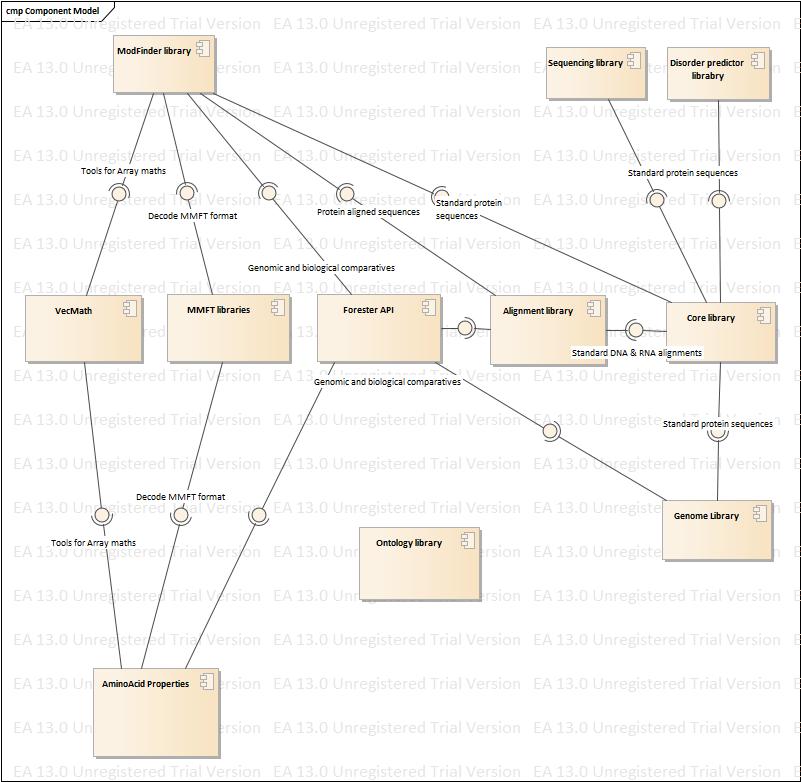 cmp Component Model
ModFinder library
Sequencing library
Disorder predictor
librabry
Tools for Array maths
Decode MMFT format
Protein aligned sequences
Standard protein
sequences
Standard protein sequences
Genomic and biological comparatives
VecMath
MMFT libraries
Forester API
Alignment library
Core library
Standard DNA & RNA alignments
Genomic and biological comparatives
Standard protein sequences
Decode MMFT format
Tools for Array maths
Ontology library
Genome Library
AminoAcid Properties
EA 13.0 Unregistered Trial Version